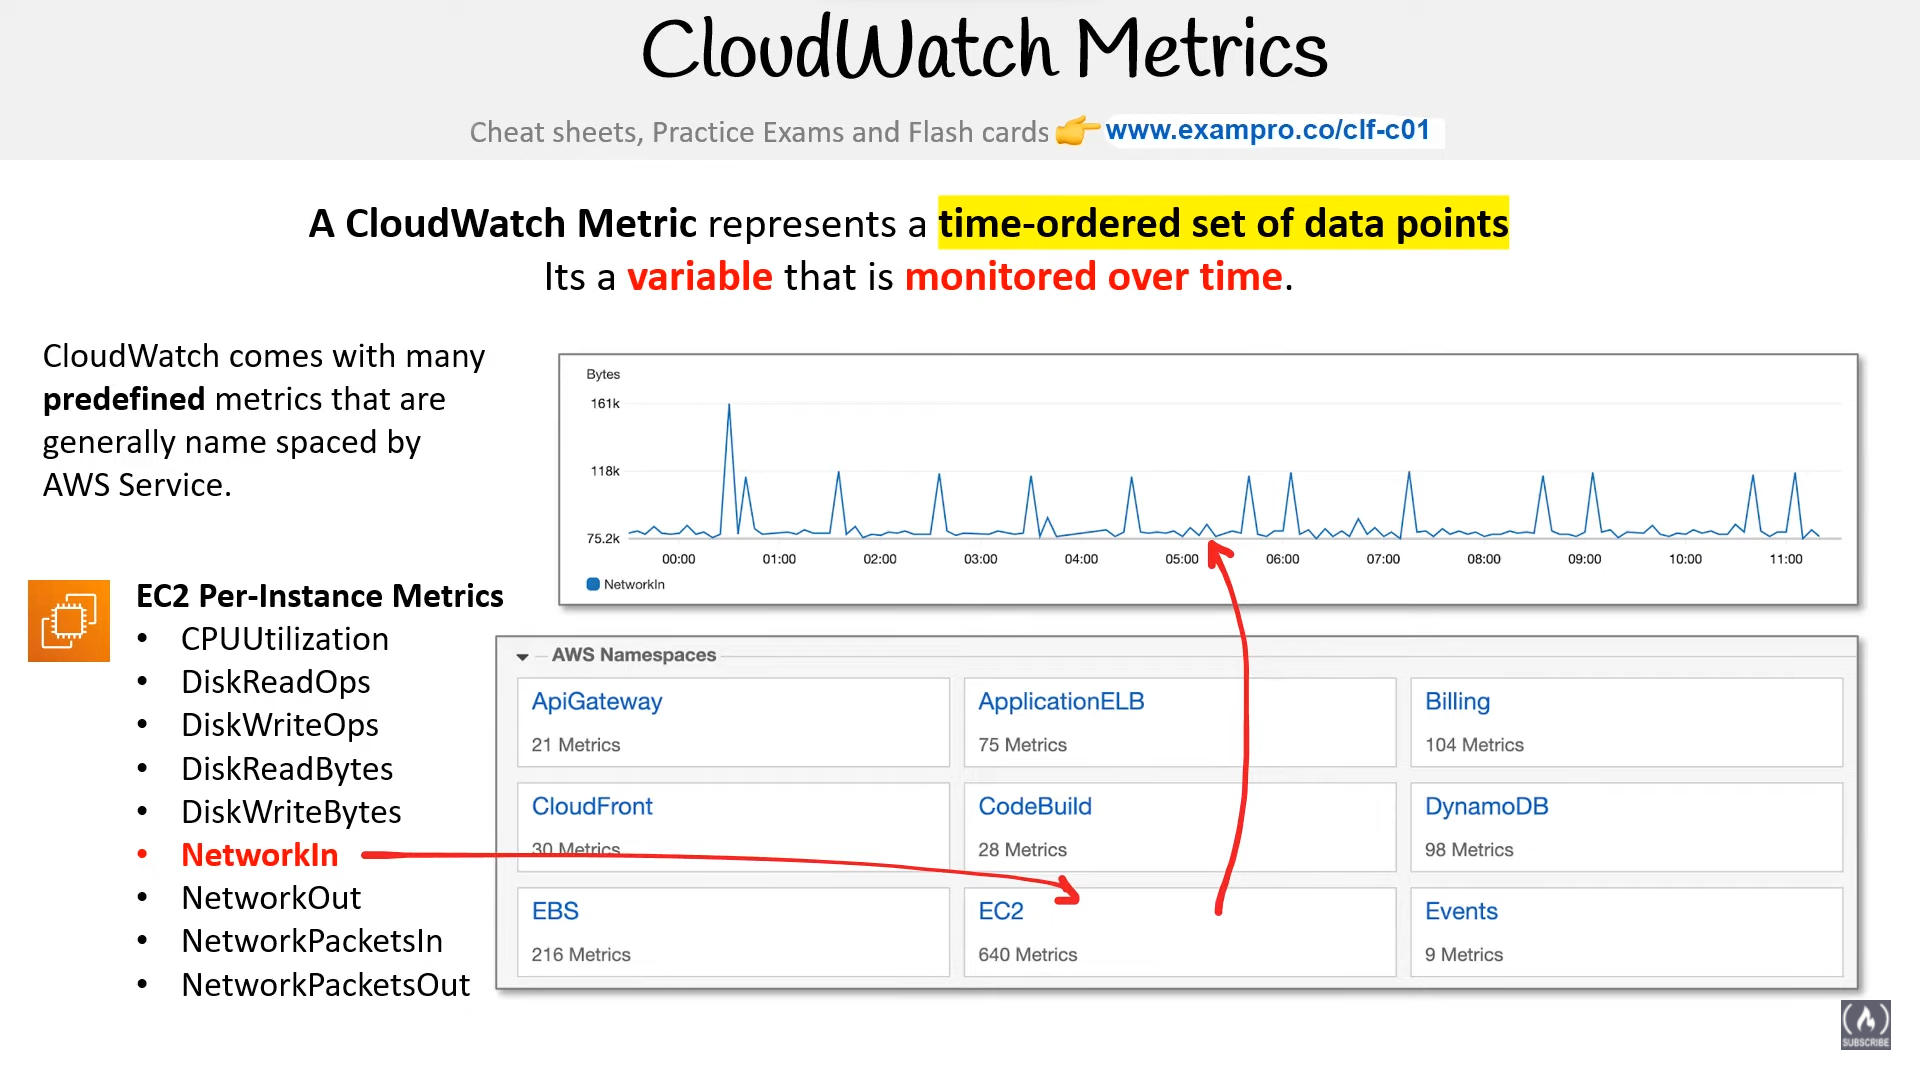 CloudWatch Metrics
Cheat sheets, Practice Exams and Flash cards www.exampro.co/clf-c01
A CloudWatch Metric represents a time-ordered set of data points
Its a variable that is monitored over time.
CloudWatch comes with many
predefined metrics that are
generally name spaced by
AWS Service.
Bytes
161k
118k
75.2k
00:00 01:00 02:00 03:00 04:00 05:00 06:00 07:00 08:00 09:00 10:00 11:00
NetworkIn
EC2 Per-Instance Metrics
• CPUUtilization
• DiskReadOps
• DiskWriteOps
• DiskReadBytes
• DiskWriteBytes
• NetworkIn
• NetworkOut
• NetworkPacketsIn
• NetworkPacketsOut
AWS Namespaces
ApiGateway
21 Metrics
ApplicationELB
75 Metrics
Billing
104 Metrics
CloudFront
30 Metrics
CodeBuild
28 Metrics
DynamoDB
98 Metrics
EBS
216 Metrics
EC2
640 Metrics
Events
9 Metrics
SUBSCRIBE